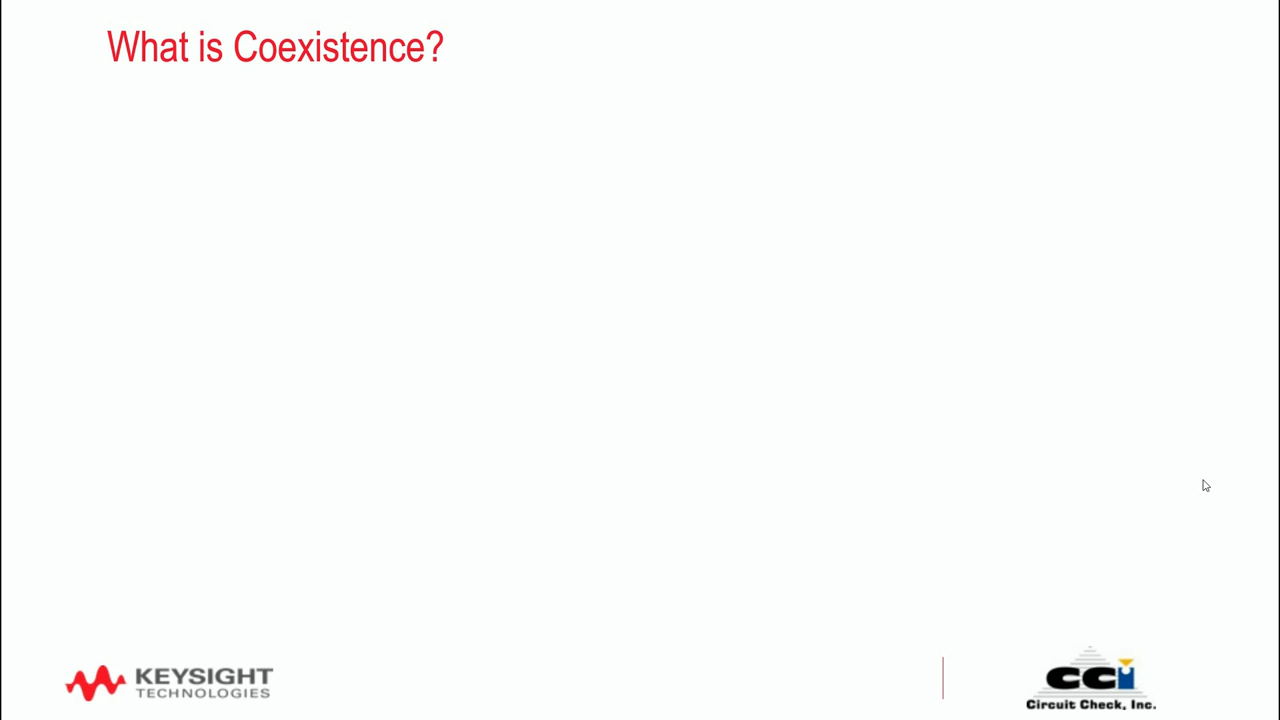 What is Coexistence?
KEYSIGHT
TECHNOLOGIES
cci
Circuit Check, Inc.